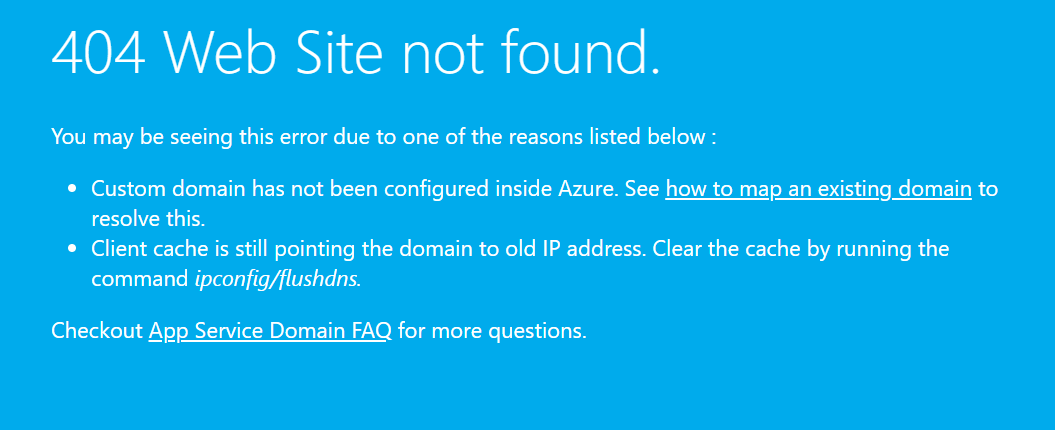 404 Web Site not found.
You may be seeing this error due to one of the reasons listed below :
• Custom domain has not been configured inside Azure. See how to map an existing domain to
resolve this.
• Client cache is still pointing the domain to old IP address. Clear the cache by running the
command ipconfig/flushdns.
Checkout App Service Domain FAQ for more questions.